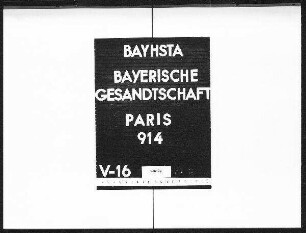 BAYHSTA
BAYERISCHE
GESANDTSCHAFT
PARIS
914
V-16